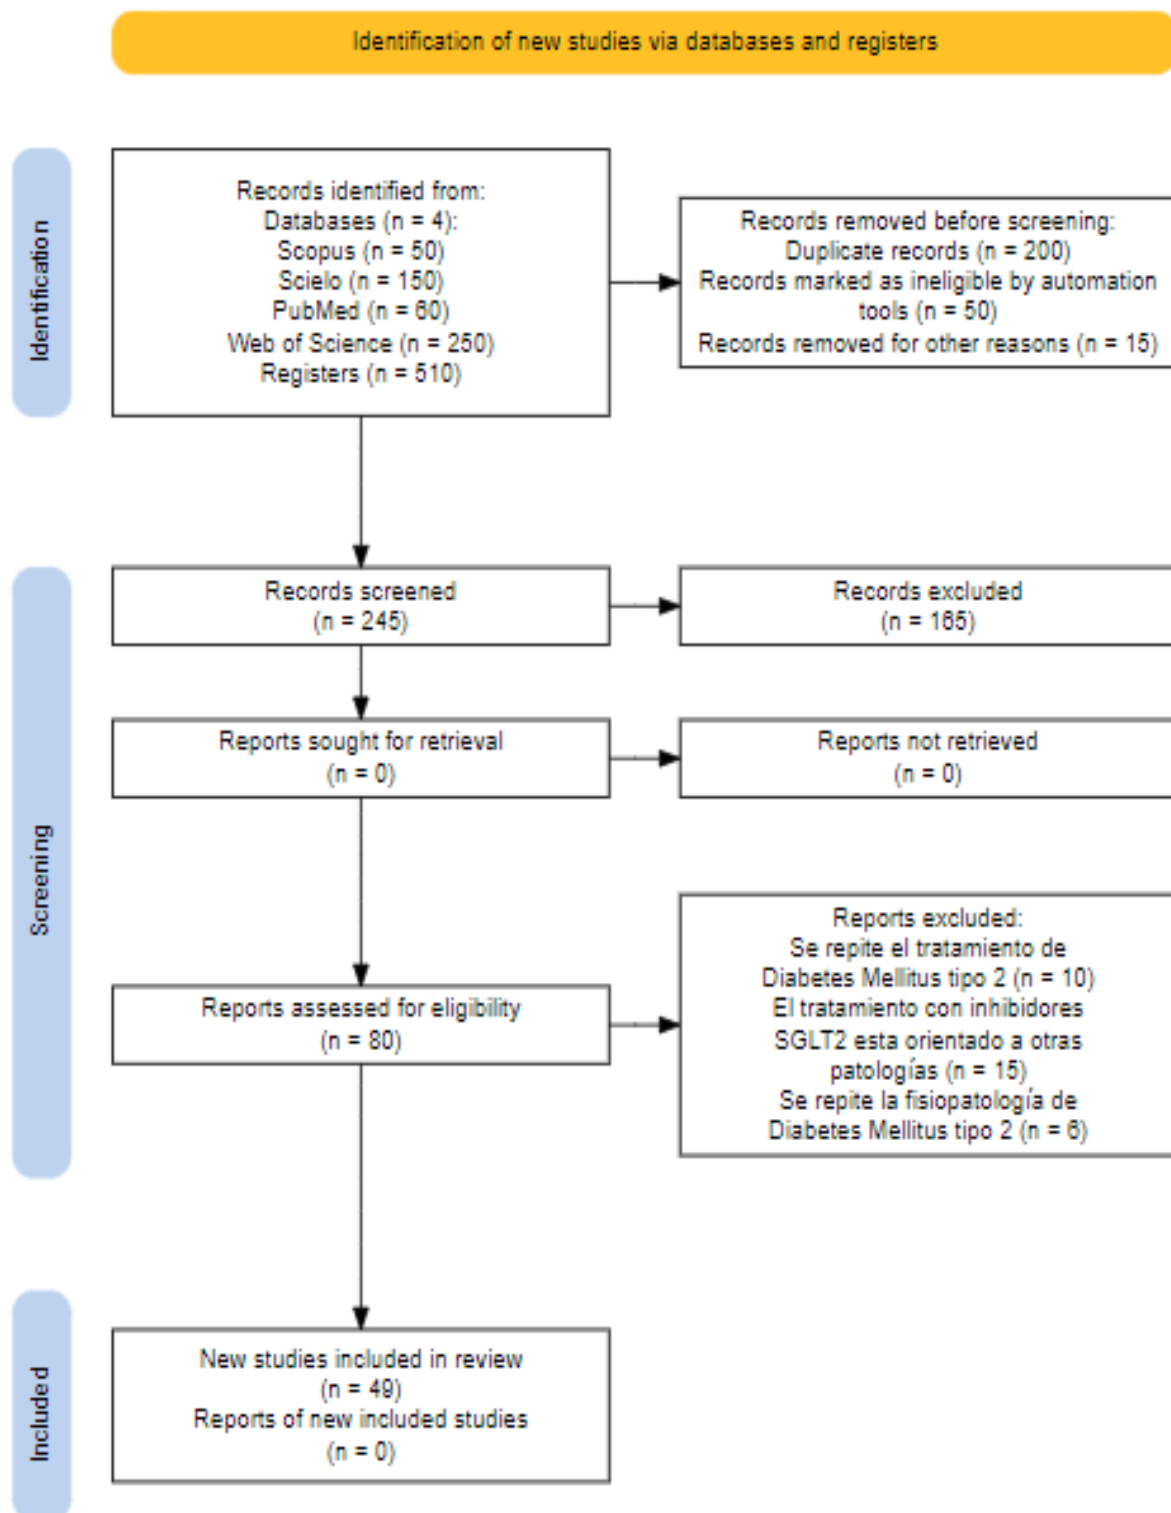 Identification of new studies via databases and registers
Identification
Records identified from:
Databases (n = 4):
Scopus (n = 50)
Scielo (n = 150)
PubMed (n = 60)
Web of Science (n = 250)
Registers (n = 510)
Records removed before screening:
Duplicate records (n = 200)
Records marked as ineligible by automation
tools (n = 50)
Records removed for other reasons (n = 15)
Screening
Records screened
(n = 245)
Records excluded
(n = 165)
Reports sought for retrieval
(n = 0)
Reports not retrieved
(n = 0)
Reports assessed for eligibility
(n = 80)
Reports excluded:
Se repite el tratamiento de
Diabetes Mellitus tipo 2 (n = 10)
El tratamiento con inhibidores
SGLT2 esta orientado a otras
patologías (n = 15)
Se repite la fisiopatología de
Diabetes Mellitus tipo 2 (n = 6)
Included
New studies included in review
(n = 49)
Reports of new included studies
(n = 0)